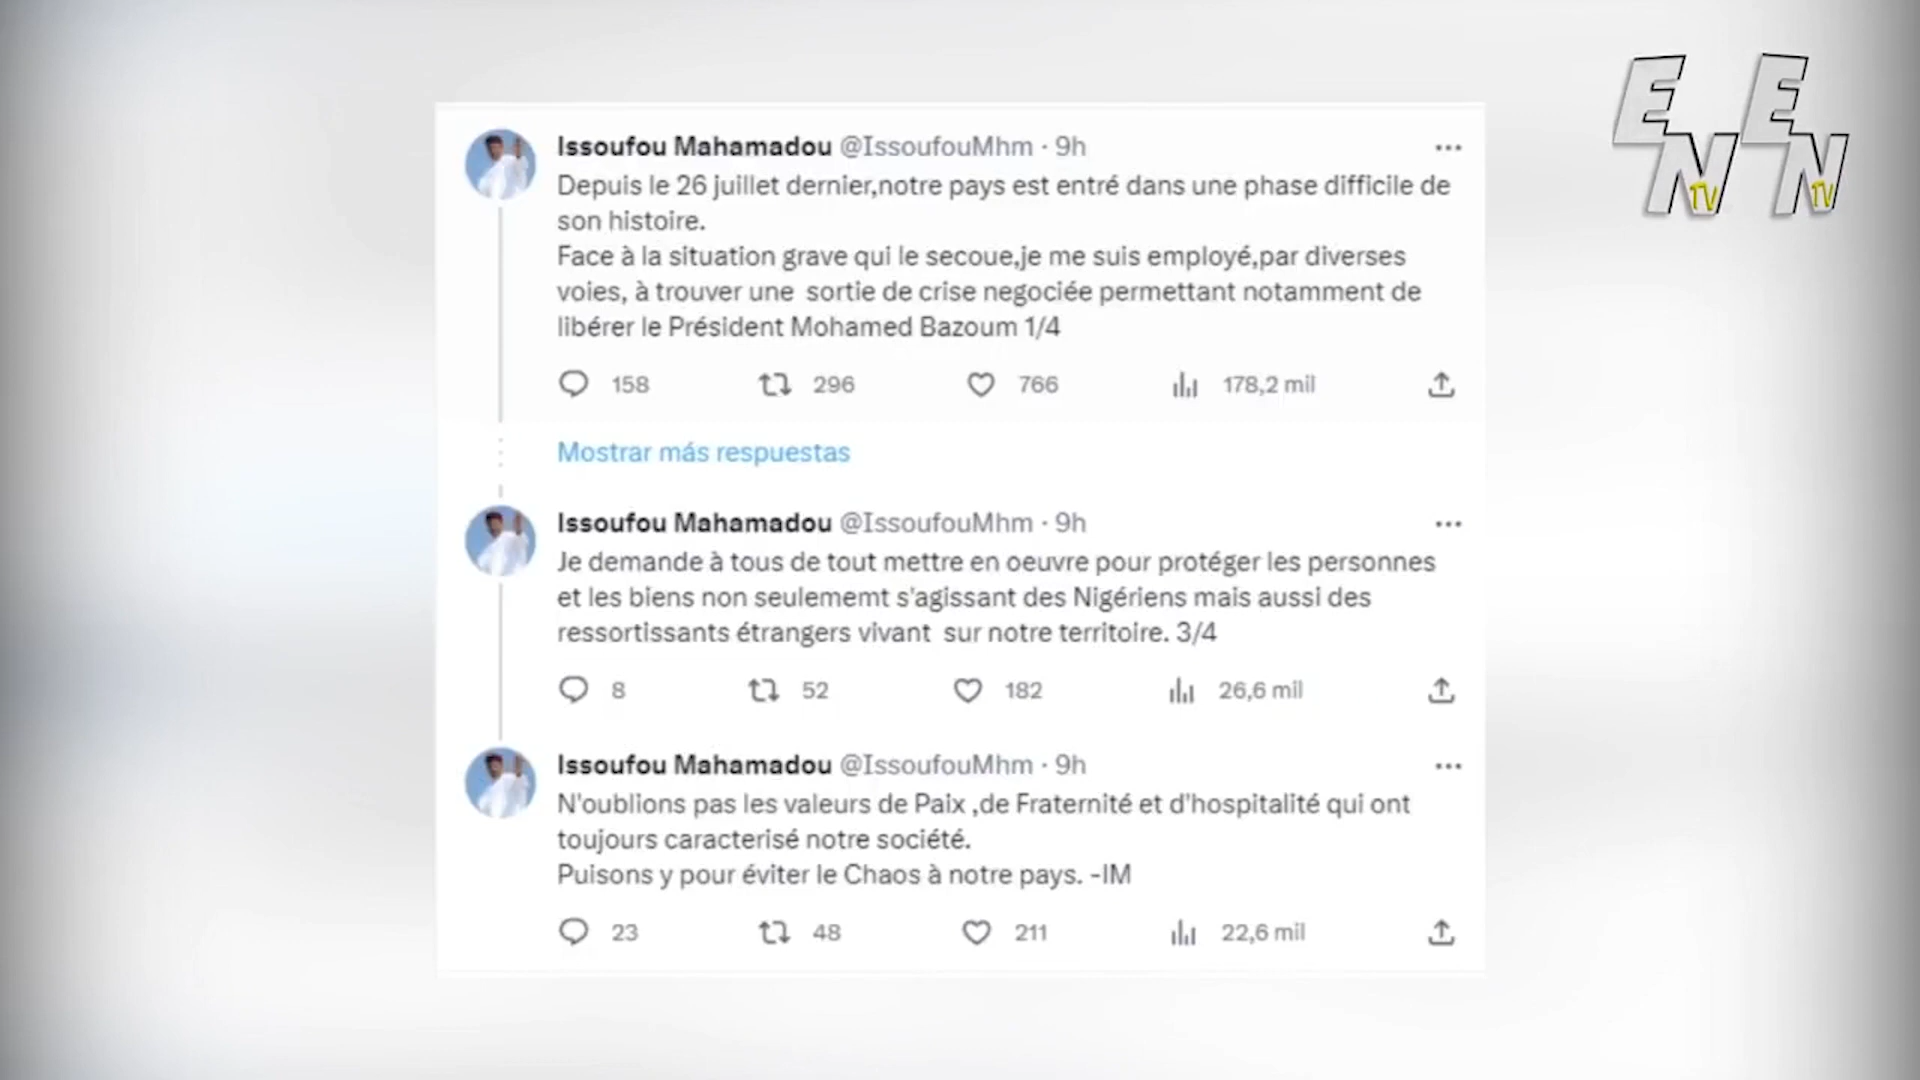 Issoufou Mahamadou @IssoufouMhm · 9h
Depuis le 26 juillet dernier,notre pays est entré dans une phase difficile de
son histoire.
Face à la situation grave qui le secoue,je me suis employé,par diverses
voies, à trouver une sortie de crise negociée permettant notamment de
libérer le Président Mohamed Bazoum 1/4
158 296 766 178,2 mil
Mostrar más respuestas
Issoufou Mahamadou @IssoufouMhm · 9h
Je demande à tous de tout mettre en oeuvre pour protéger les personnes
et les biens non seulememt s'agissant des Nigériens mais aussi des
ressortissants étrangers vivant sur notre territoire. 3/4
8 52 182 26,6 mil
Issoufou Mahamadou @IssoufouMhm · 9h
N'oublions pas les valeurs de Paix ,de Fraternité et d'hospitalité qui ont
toujours caracterisé notre société.
Puisons y pour éviter le Chaos à notre pays. -IM
23 48 211 22,6 mil
EN TV EN TV